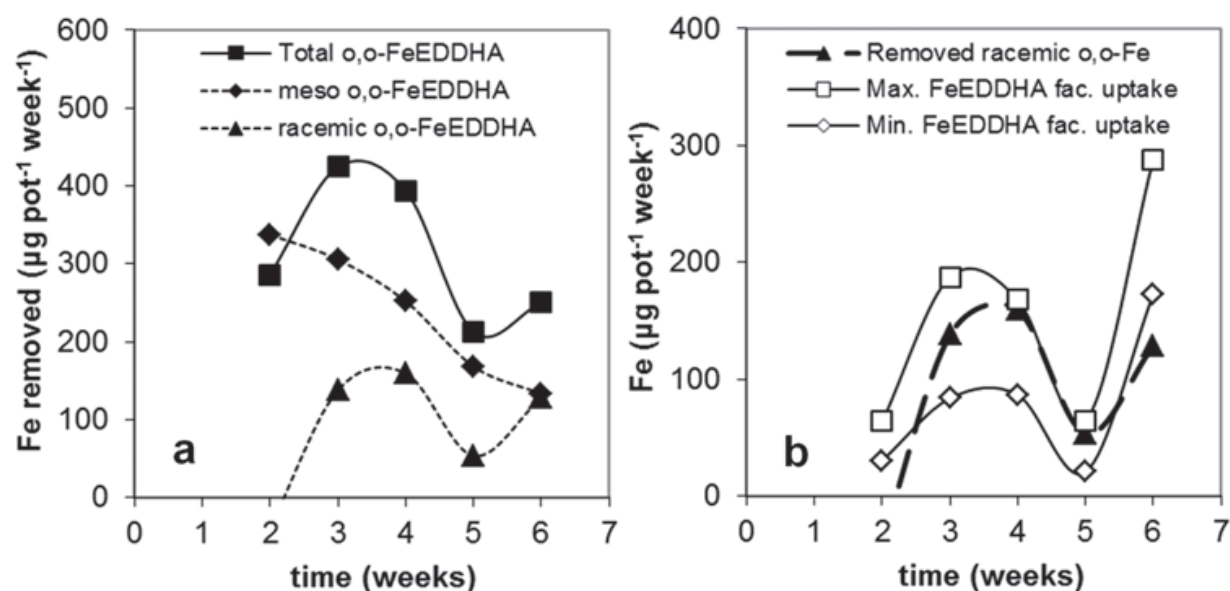 Fe removed (µg pot⁻¹ week⁻¹)
600
500
400
300
200
100
0
Total o,o-FeEDDHA
meso o,o-FeEDDHA
racemic o,o-FeEDDHA
a
0 1 2 3 4 5 6 7
time (weeks)
Fe (µg pot⁻¹ week⁻¹)
400
300
200
100
0
Removed racemic o,o-Fe
Max. FeEDDHA fac. uptake
Min. FeEDDHA fac. uptake
b
0 1 2 3 4 5 6 7
time (weeks)